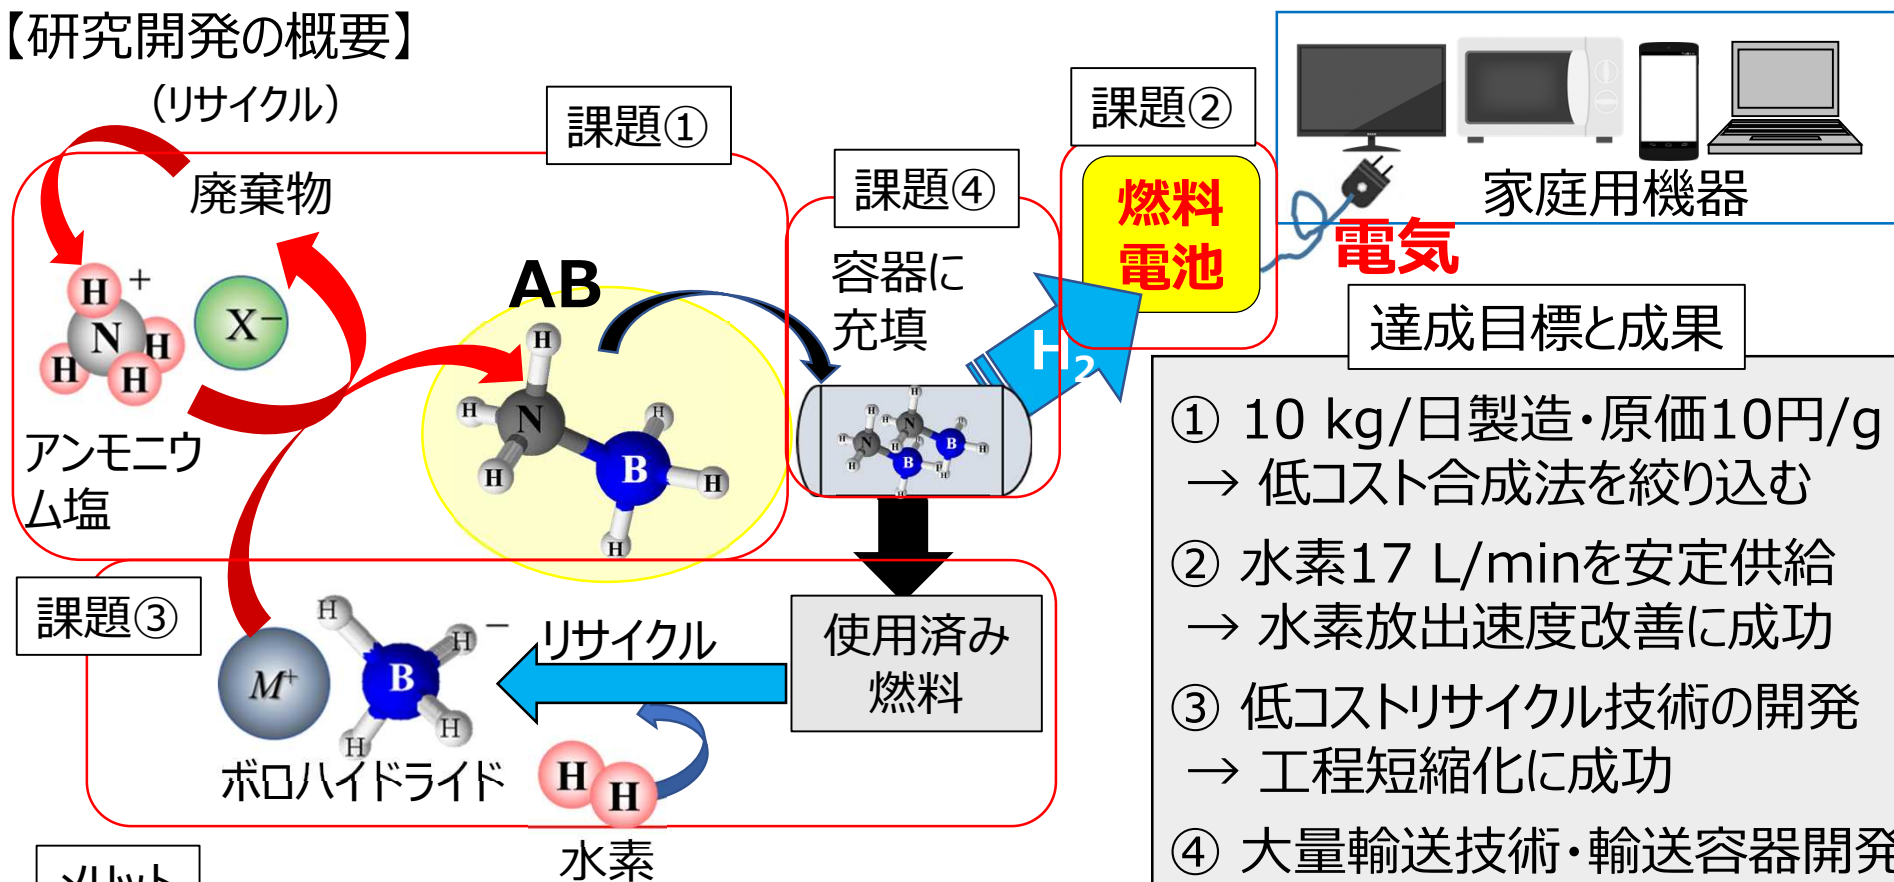 【研究開発の概要】
（リサイクル）
課題①
課題②
課題④
廃棄物
燃料
電池
家庭用機器
電気
AB
容器に
充填
H
+
N
H
H
H
X−
H₂
H
H
N
H
H
B
H
H
H
N
H
H
B
H
H
N
H
H
B
H
アンモニウ
ム塩
達成目標と成果
① 10 kg/日製造・原価10円/g
→ 低コスト合成法を絞り込む
② 水素17 L/minを安定供給
→ 水素放出速度改善に成功
③ 低コストリサイクル技術の開発
→ 工程短縮化に成功
④ 大量輸送技術・輸送容器開発
課題③
H
H
−
B
H
H
M⁺
リサイクル
使用済み
燃料
ボロハイドライド
H
H
水素
メリット